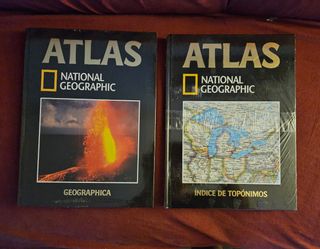 ATLAS
NATIONAL
GEOGRAPHIC
GEOGRAPHICA
ATLAS
NATIONAL
GEOGRAPHIC
ÍNDICE DE TOPÓNIMOS